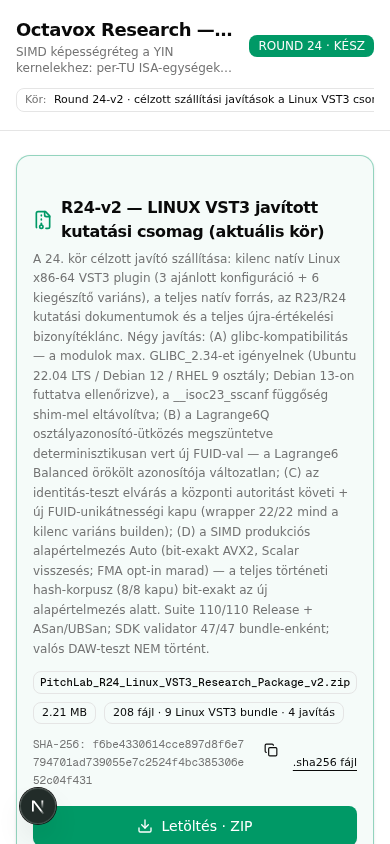 Octavox Research —...
SIMD képességréteg a YIN
kernelekhez: per-TU ISA-egységek...
ROUND 24 · KÉSZ
Kör: Round 24-v2 · célzott szállítási javítások a Linux VST3 csor
R24-v2 — LINUX VST3 javított
kutatási csomag (aktuális kör)
A 24. kör célzott javító szállítása: kilenc natív Linux
x86-64 VST3 plugin (3 ajánlott konfiguráció + 6
kiegészítő variáns), a teljes natív forrás, az R23/R24
kutatási dokumentumok és a teljes újra-értékelési
bizonyítéklánc. Négy javítás: (A) glibc-kompatibilitás
— a modulok max. GLIBC_2.34-et igényelnek (Ubuntu
22.04 LTS / Debian 12 / RHEL 9 osztály; Debian 13-on
futtatva ellenőrizve), a __isoc23_sscanf függőség
shim-mel eltávolítva; (B) a Lagrange6Q
osztályazonosító-ütközés megszüntetve
determinisztikusan vert új FUID-val — a Lagrange6
Balanced örökölt azonosítója változatlan; (C) az
identitás-teszt elvárás a központi autoritást követi +
új FUID-unikátnességi kapu (wrapper 22/22 mind a
kilenc variáns builden); (D) a SIMD produkciós
alapértelmezés Auto (bit-exakt AVX2, Scalar
visszesés; FMA opt-in marad) — a teljes történeti
hash-korpusz (8/8 kapu) bit-exakt az új
alapértelmezés alatt. Suite 110/110 Release +
ASan/UBSan; SDK validator 47/47 bundle-enként;
valós DAW-teszt NEM történt.
PitchLab_R24_Linux_VST3_Research_Package_v2.zip
2.21 MB
208 fájl · 9 Linux VST3 bundle · 4 javítás
SHA-256: f6be4330614cce897d8f6e7
794701ad739055e7c2524f4bc385306e
52c04f431
.sha256 fájl
N
Letöltés · ZIP